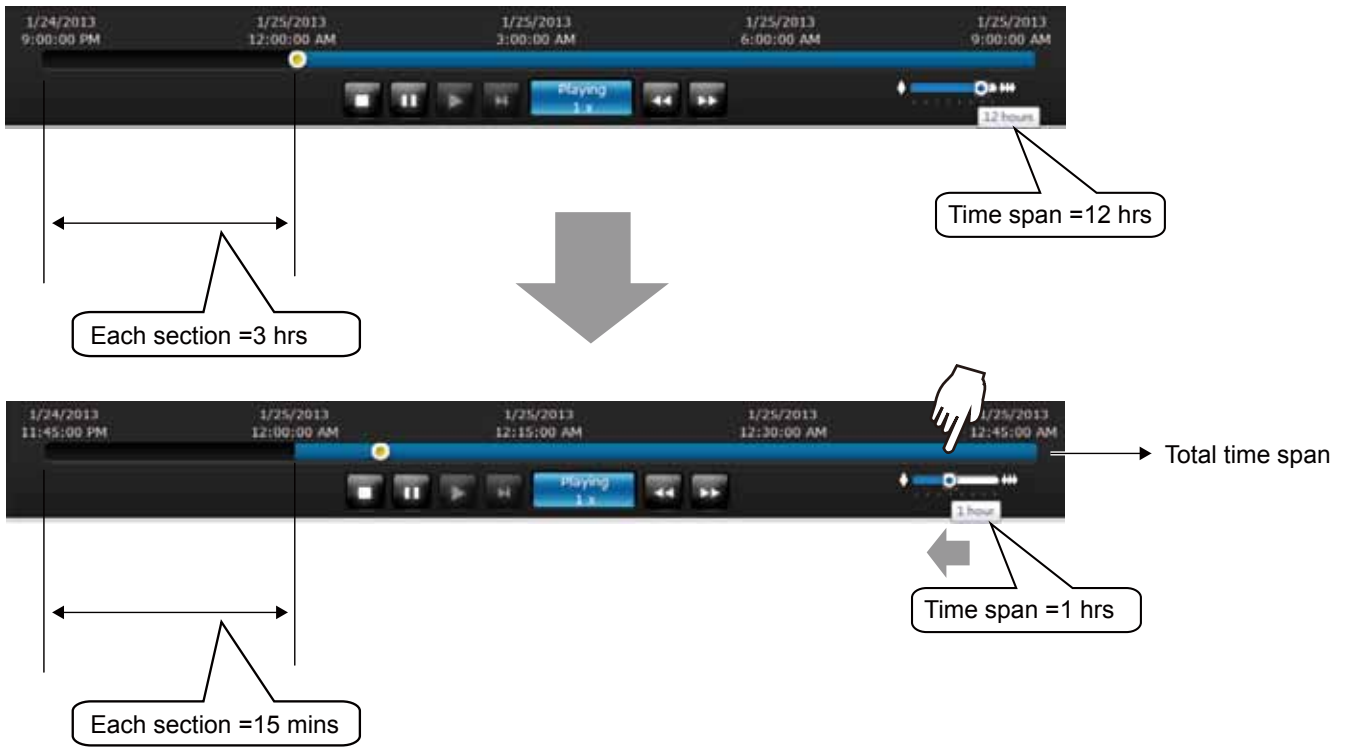 1/24/2013 1/25/2013 1/25/2013 1/25/2013 1/25/2013
9:00:00 PM 12:00:00 AM 3:00:00 AM 6:00:00 AM 9:00:00 AM
Playing
1 x
12 hours
Time span =12 hrs
Each section =3 hrs
1/24/2013 1/25/2013 1/25/2013 1/25/2013 1/25/2013
11:45:00 PM 12:00:00 AM 12:15:00 AM 12:30:00 AM 12:45:00 AM
Total time span
Playing
1 x
1 hour
Time span =1 hrs
Each section =15 mins